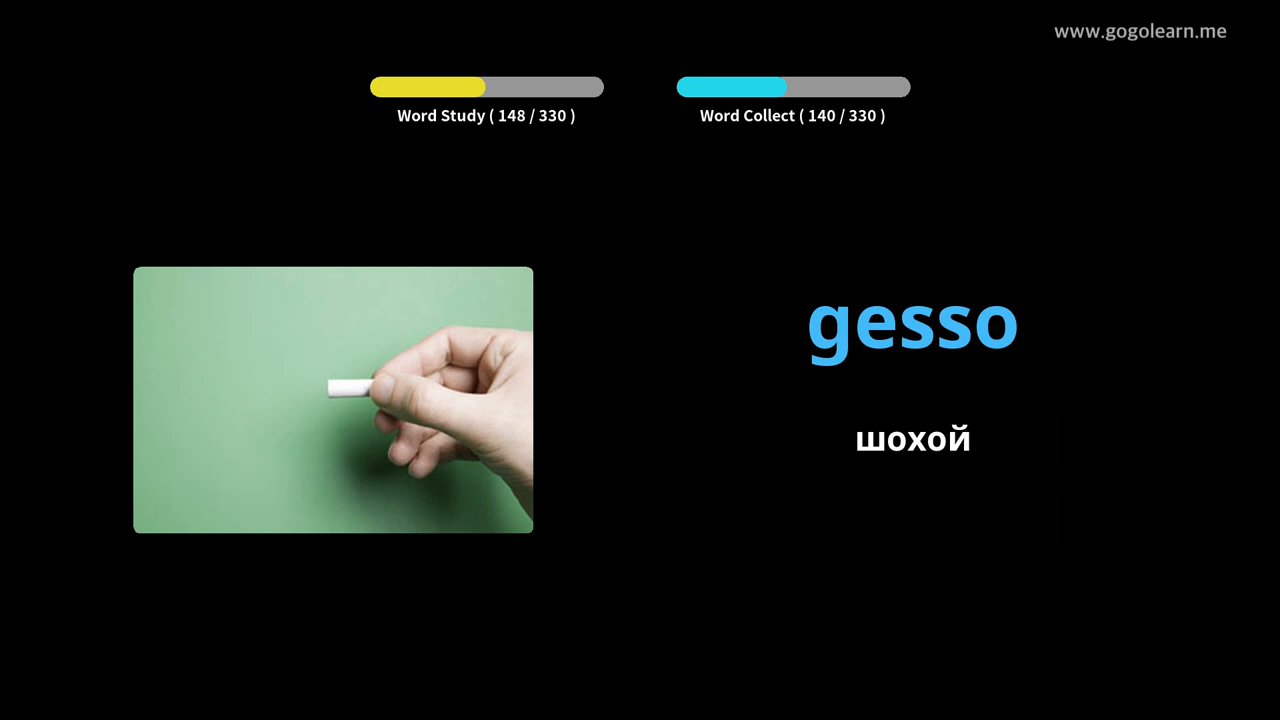 www.gogolearn.me
Word Study ( 148 / 330 )
Word Collect ( 140 / 330 )
gesso
шохой